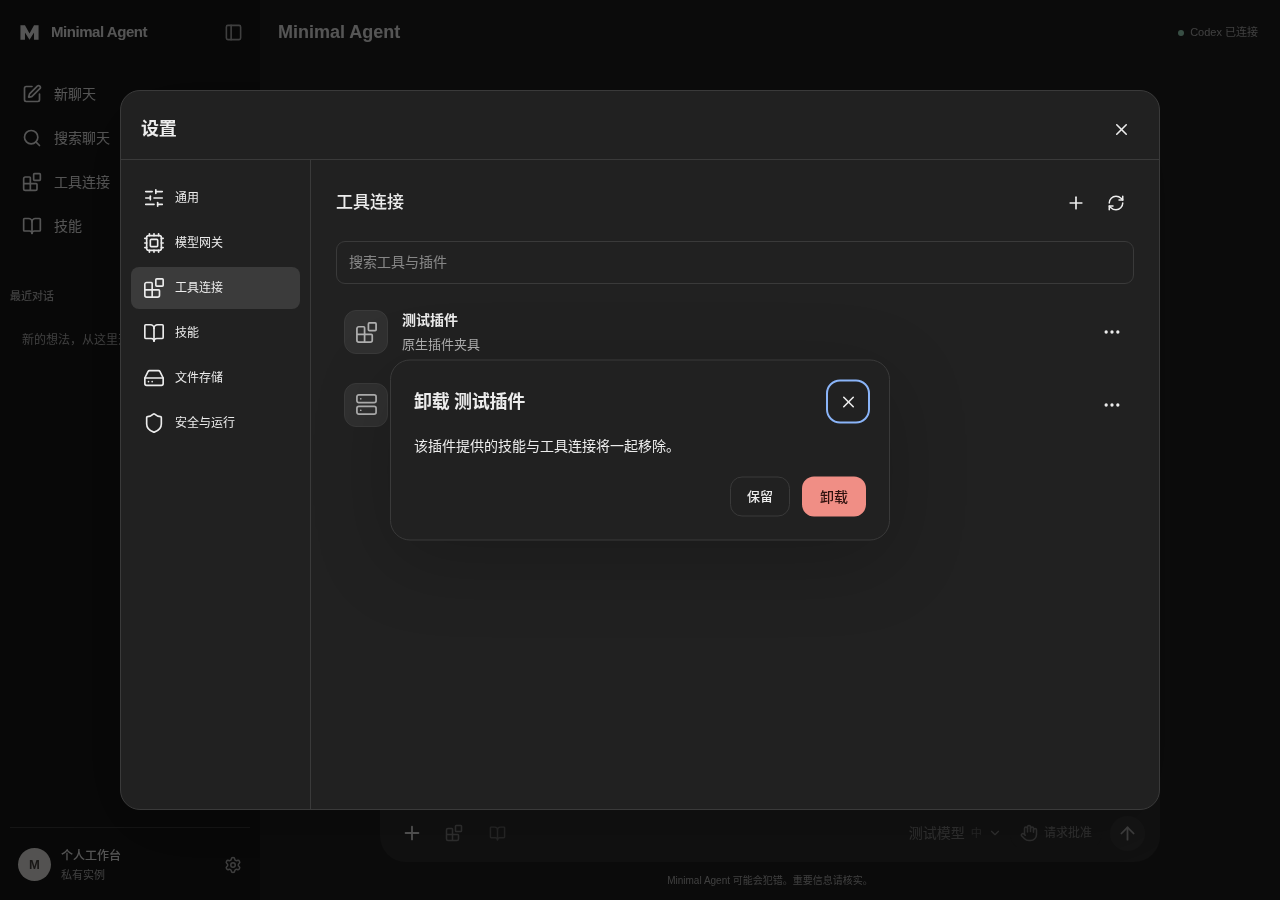 Minimal Agent
Minimal Agent
Codex 已连接
新聊天
搜索聊天
工具连接
技能
最近对话
新的想法，从这里
个人工作台
私有实例
M
设置
通用
模型网关
工具连接
技能
文件存储
安全与运行
工具连接
搜索工具与插件
测试插件
原生插件夹具
卸载 测试插件
该插件提供的技能与工具连接将一起移除。
保留
卸载
测试模型 中
请求批准
Minimal Agent 可能会犯错。重要信息请核实。